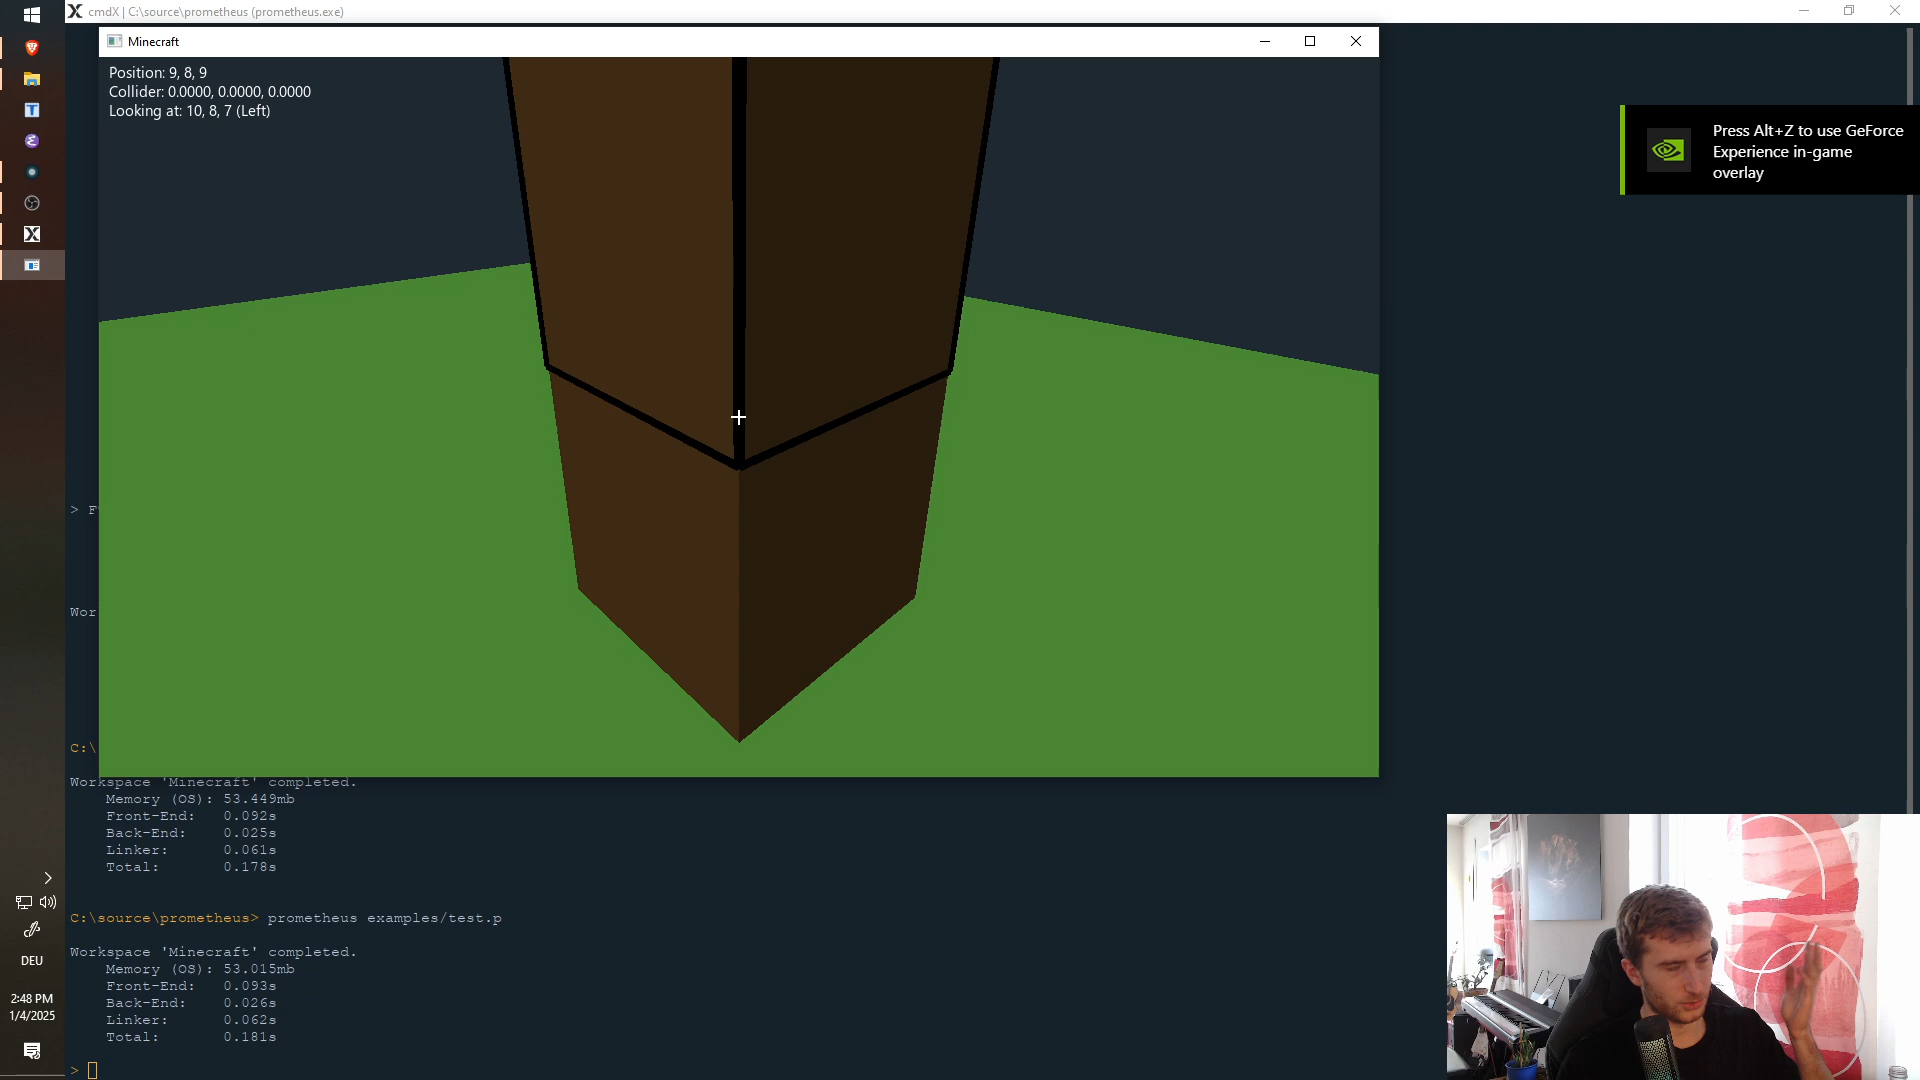 cmdX | C:\source\prometheus (prometheus.exe)
Minecraft
Position: 9, 8, 9
Collider: 0.0000, 0.0000, 0.0000
Looking at: 10, 8, 7 (Left)
Press Alt+Z to use GeForce
Experience in-game
overlay
> F
Wor
C:\
Workspace 'Minecraft' completed.
Memory (OS): 53.449mb
Front-End: 0.092s
Back-End: 0.025s
Linker: 0.061s
Total: 0.178s
C:\source\prometheus> prometheus examples/test.p
Workspace 'Minecraft' completed.
Memory (OS): 53.015mb
Front-End: 0.093s
Back-End: 0.026s
Linker: 0.062s
Total: 0.181s
>
DEU
2:48 PM
1/4/2025